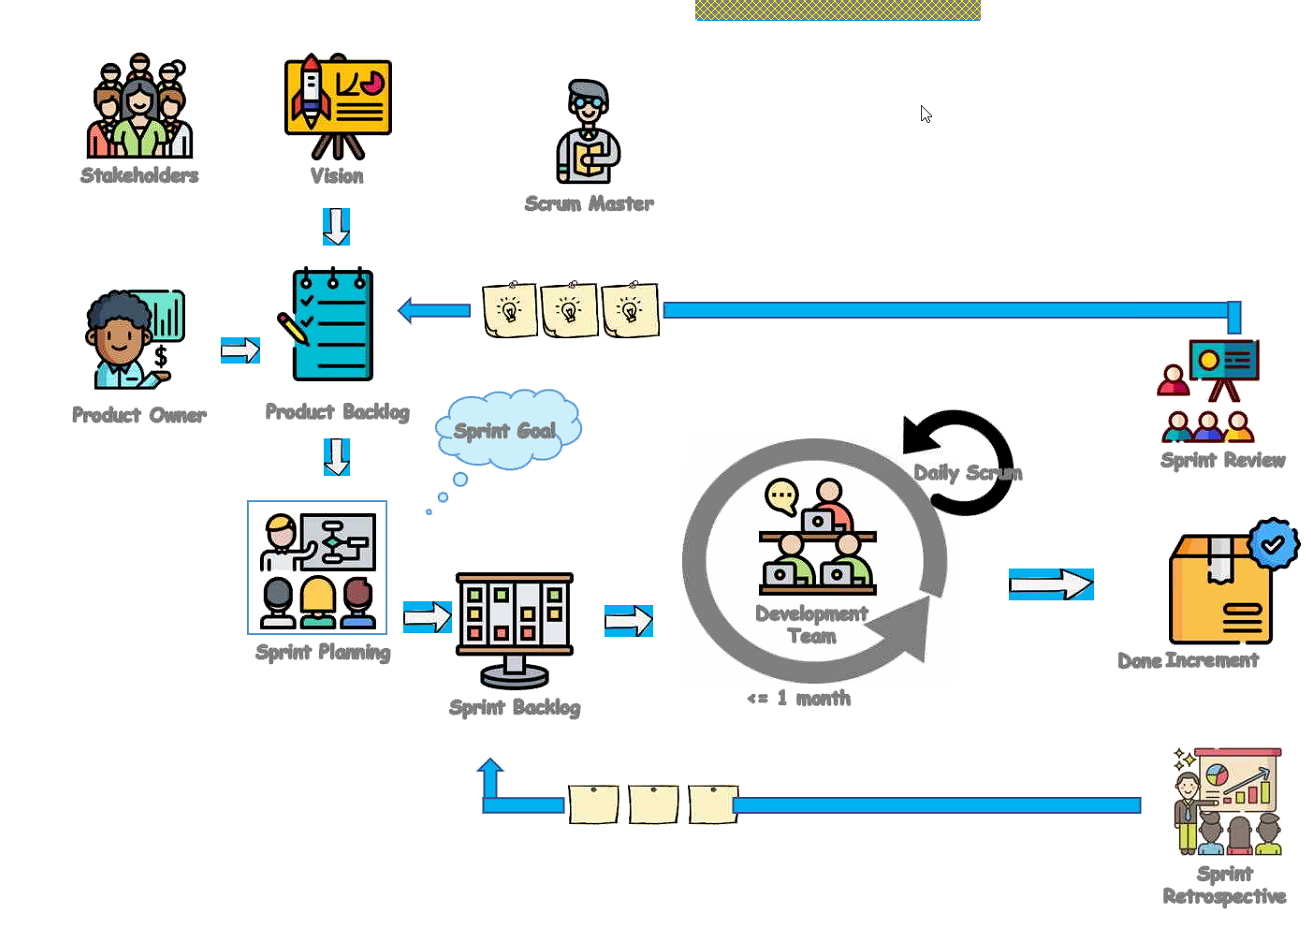 Stakeholders
Vision
Scrum Master
$
Product Owner
Product Backlog
Sprint Goal
Daily Scrum
Sprint Review
Development
Team
Sprint Planning
Done Increment
<= 1 month
Sprint Backlog
Sprint
Retrospective